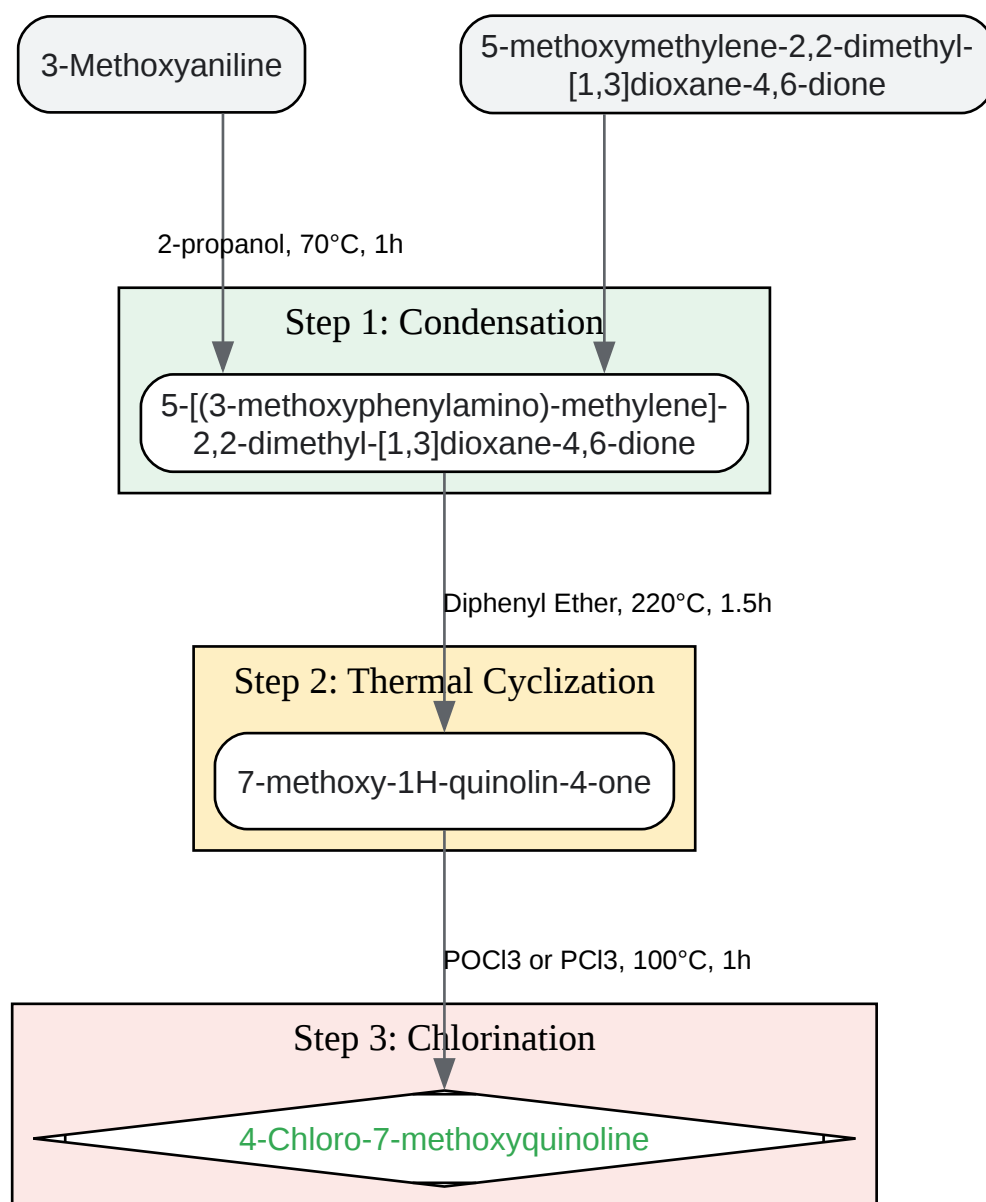 3-Methoxyaniline
5-methoxymethylene-2,2-dimethyl-
[1,3]dioxane-4,6-dione
2-propanol, 70°C, 1h
Step 1: Condensation
5-[(3-methoxyphenylamino)-methylene]-
2,2-dimethyl-[1,3]dioxane-4,6-dione
Diphenyl Ether, 220°C, 1.5h
Step 2: Thermal Cyclization
7-methoxy-1H-quinolin-4-one
POCl3 or PCl3, 100°C, 1h
Step 3: Chlorination
4-Chloro-7-methoxyquinoline